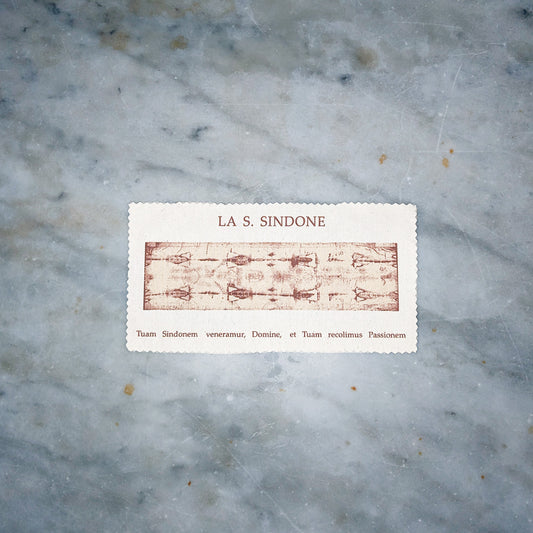 LA S. SINDONE
Tuam Sindonem veneramur, Domine, et Tuam recolimus Passionem